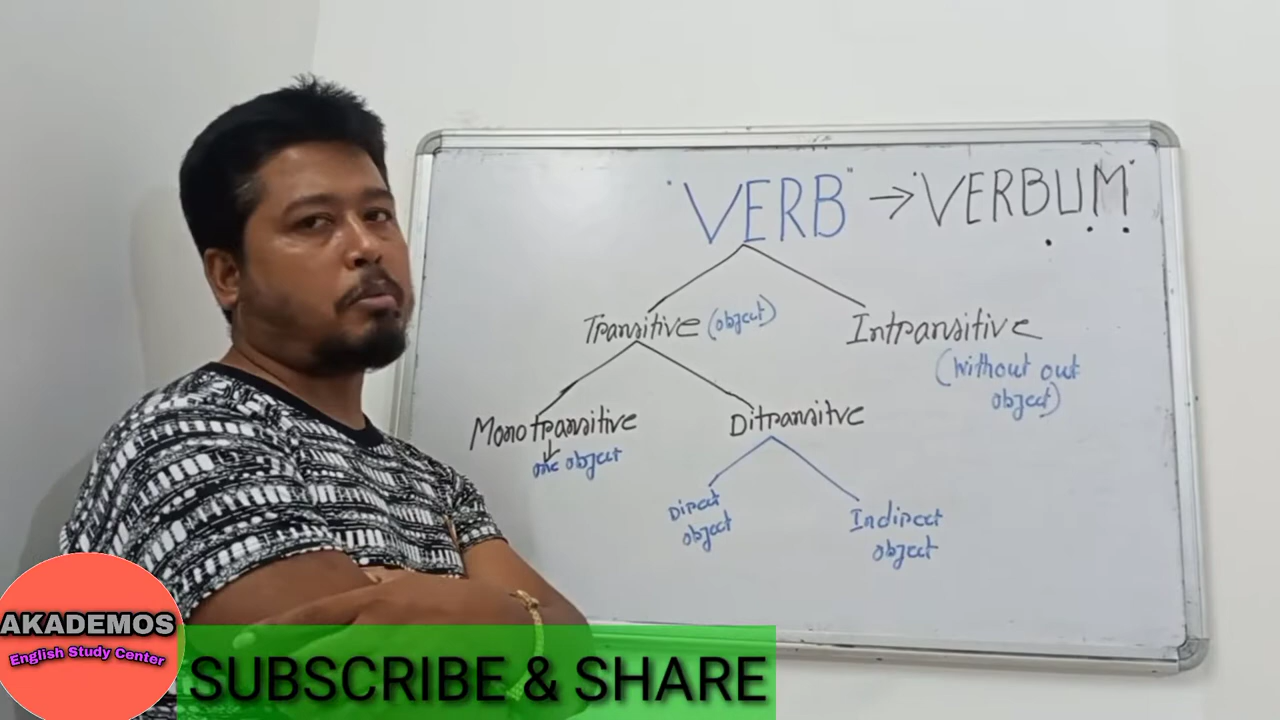 "VERB" → "VERBUM"
Transitive (object)
Intransitive
(without out
object)
Monotransitive
one object
Ditransitve
Direct
object
Indirect
object
AKADEMOS
English Study Center
SUBSCRIBE & SHARE